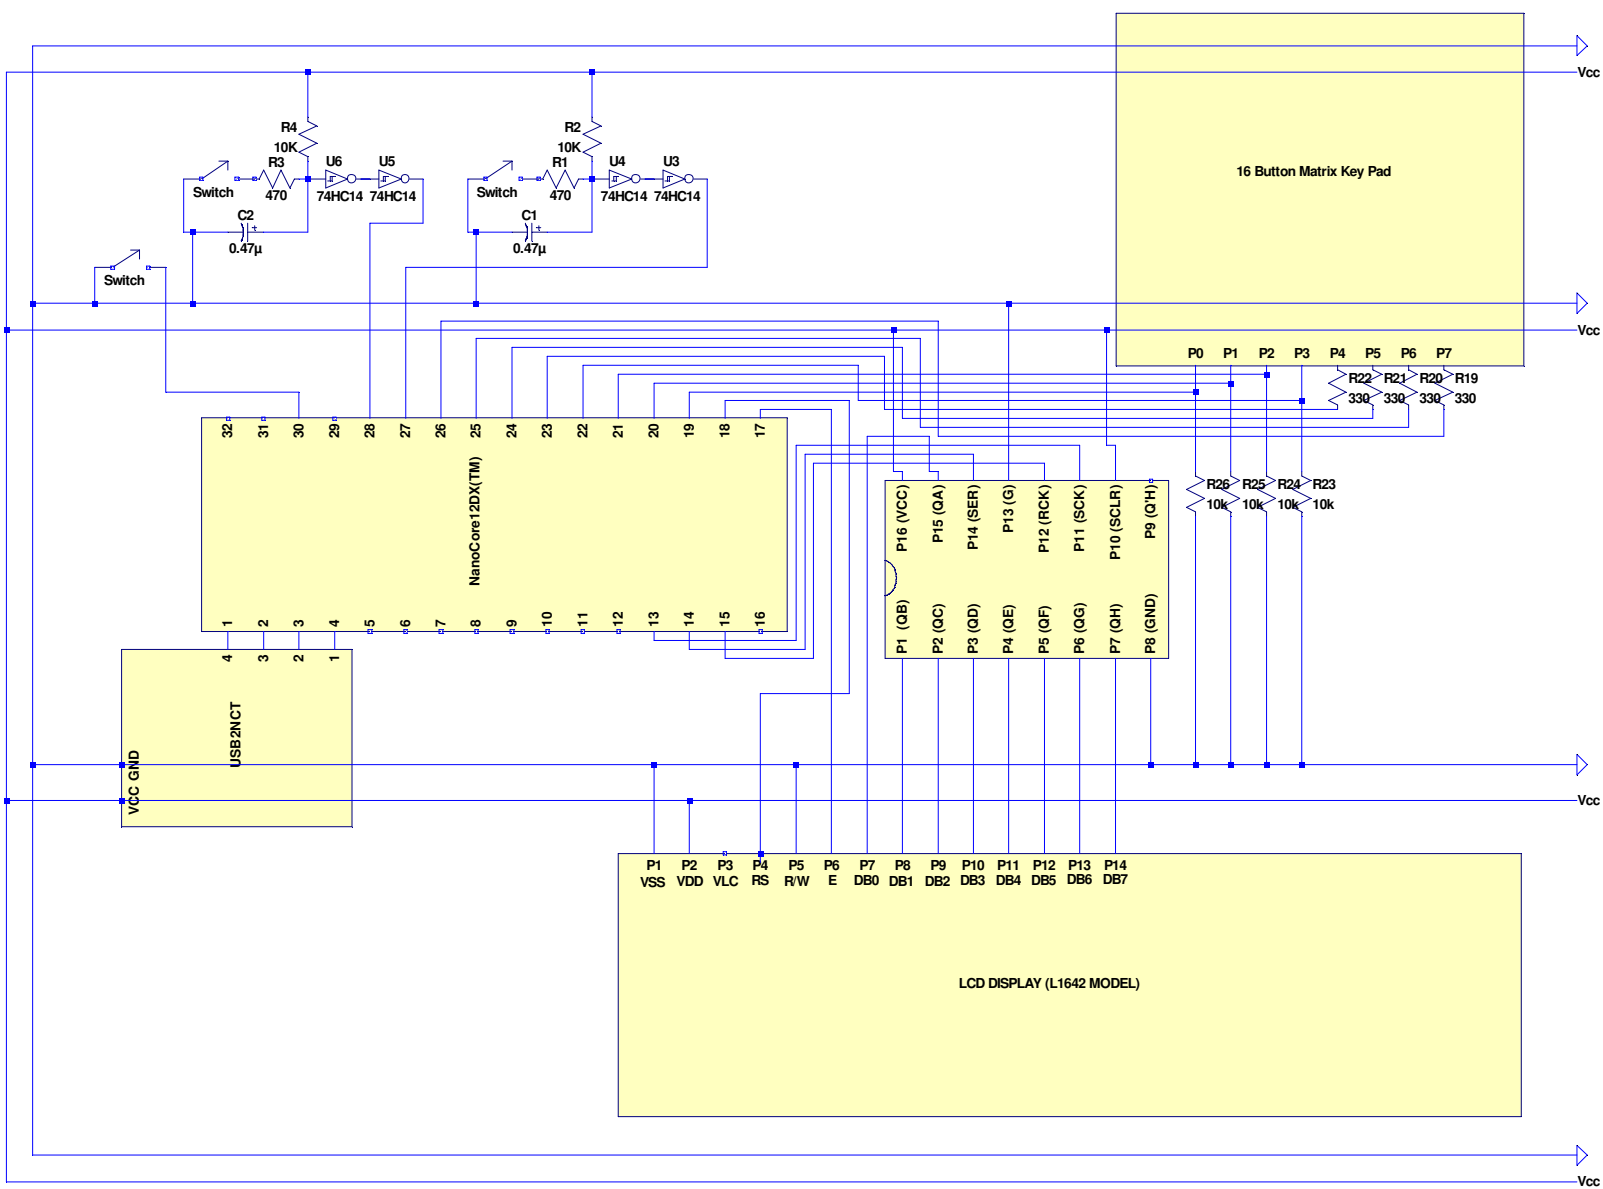 Vcc
R4
10K
R3
470
U6
74HC14
U5
74HC14
Switch
C2
0.47µ
R2
10K
R1
470
U4
74HC14
U3
74HC14
Switch
C1
0.47µ
Switch
16 Button Matrix Key Pad
Vcc
P0 P1 P2 P3 P4 P5 P6 P7
R22 R21 R20 R19
330 330 330 330
32 31 30 29 28 27 26 25 24 23 22 21 20 19 18 17
NanoCore12DX(TM)
1 2 3 4 5 6 7 8 9 10 11 12 13 14 15 16
P16 (VCC)
P15 (QA)
P14 (SER)
P13 (G)
P12 (RCK)
P11 (SCK)
P10 (SCLR)
P9 (Q'H)
P1 (QB)
P2 (QC)
P3 (QD)
P4 (QE)
P5 (QF)
P6 (QG)
P7 (QH)
P8 (GND)
R26 R25 R24 R23
10k 10k 10k 10k
4 3 2 1
USB2NCT
VCC GND
Vcc
P1 P2 P3 P4 P5 P6 P7 P8 P9 P10 P11 P12 P13 P14
VSS VDD VLC RS R/W E DB0 DB1 DB2 DB3 DB4 DB5 DB6 DB7
LCD DISPLAY (L1642 MODEL)
Vcc